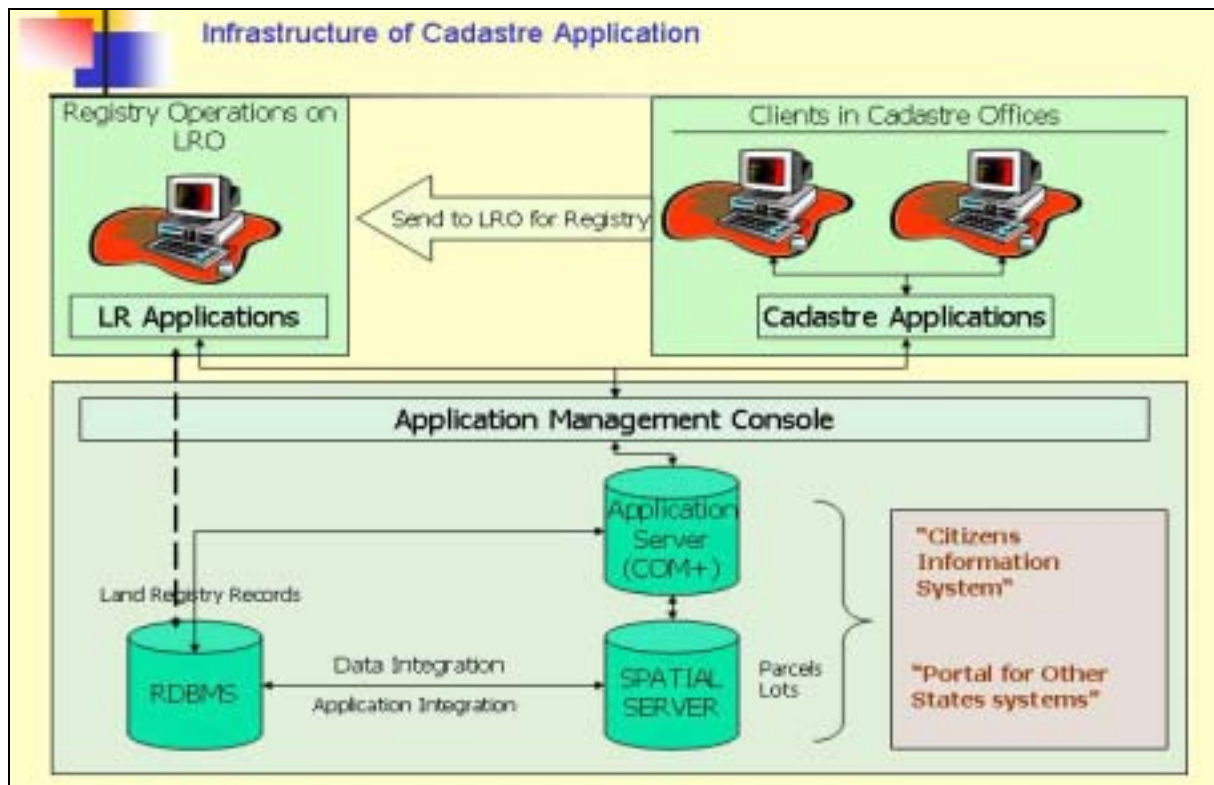 Infrastructure of Cadastre Application
Registry Operations on
LRO
Clients in Cadastre Offices
Send to LRO for Registry
LR Applications
Cadastre Applications
Application Management Console
Application
Server
(COM+)
"Citizens
Information
System"
Land Registry Records
RDBMS
Data Integration
Application Integration
SPATIAL
SERVER
Parcels
Lots
"Portal for Other
States systems"